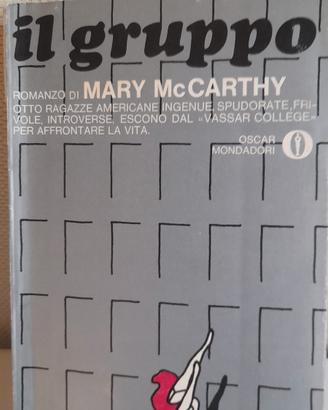 il gruppo
ROMANZO DI MARY McCARTHY
OTTO RAGAZZE AMERICANE INGENUE, SPUDORATE, FRI-
VOLE, INTROVERSE, ESCONO DAL «VASSAR COLLEGE»
PER AFFRONTARE LA VITA.
OSCAR
MONDADORI